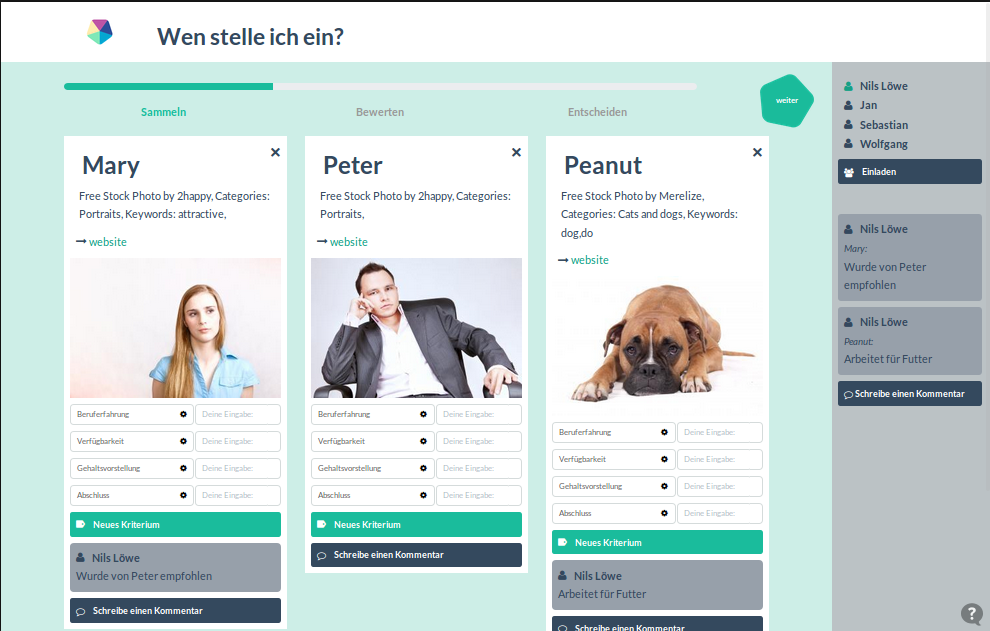 Wen stelle ich ein?
Sammeln
Bewerten
Entscheiden
weiter
Mary
Free Stock Photo by 2happy, Categories:
Portraits, Keywords: attractive,
website
Beruferfahrung
Deine Eingabe:
Verfügbarkeit
Deine Eingabe:
Gehaltsvorstellung
Deine Eingabe:
Abschluss
Deine Eingabe:
Neues Kriterium
Nils Löwe
Wurde von Peter empfohlen
Schreibe einen Kommentar
Peter
Free Stock Photo by 2happy, Categories:
Portraits,
website
Beruferfahrung
Deine Eingabe:
Verfügbarkeit
Deine Eingabe:
Gehaltsvorstellung
Deine Eingabe:
Abschluss
Deine Eingabe:
Neues Kriterium
Schreibe einen Kommentar
Peanut
Free Stock Photo by Merelize,
Categories: Cats and dogs, Keywords:
dog,do
website
Beruferfahrung
Deine Eingabe:
Verfügbarkeit
Deine Eingabe:
Gehaltsvorstellung
Deine Eingabe:
Abschluss
Deine Eingabe:
Neues Kriterium
Nils Löwe
Arbeitet für Futter
Schreibe einen Kommentar
Nils Löwe
Jan
Sebastian
Wolfgang
Einladen
Nils Löwe
Mary:
Wurde von Peter
empfohlen
Nils Löwe
Peanut:
Arbeitet für Futter
Schreibe einen Kommentar
?